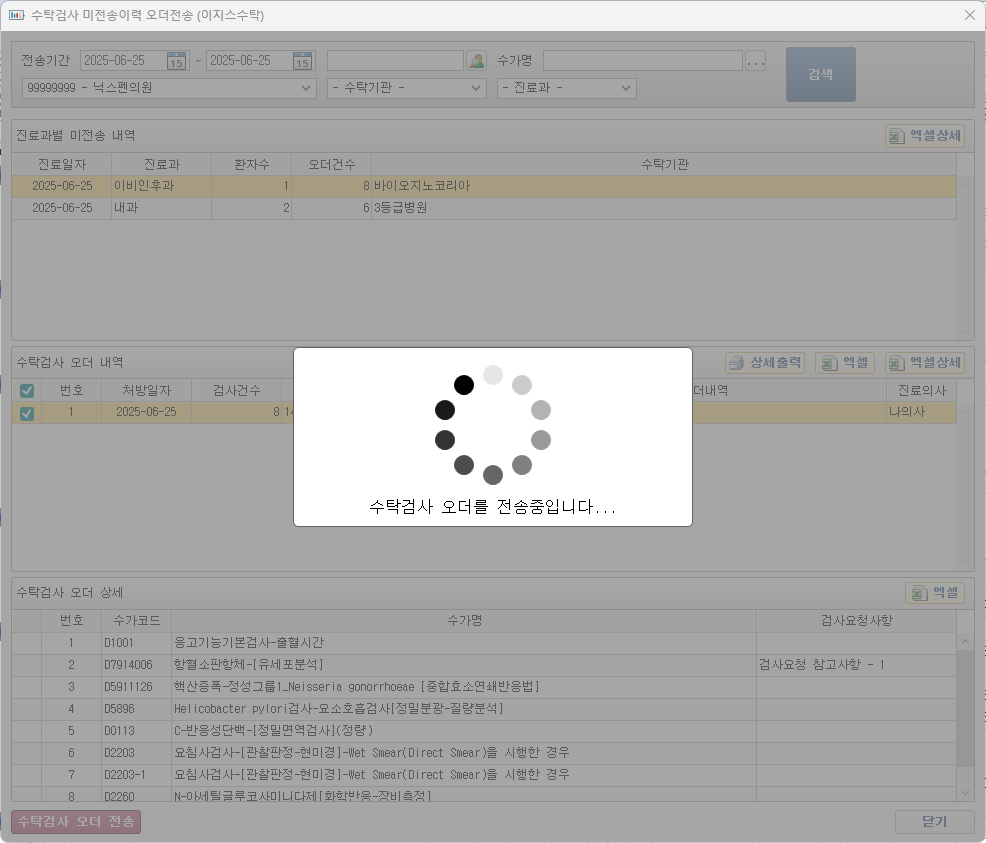 수탁검사 미전송이력 오더전송 (이지스수탁)
전송기간 2025-06-25 15 ~ 2025-06-25 15 수가명 ... 검색
99999999 - 닉스펜의원 - 수탁기관 - - 진료과 -
진료과별 미전송 내역 엑셀상세
진료일자 진료과 환자수 오더건수 수탁기관
2025-06-25 이비인후과 1 8 바이오지노코리아
2025-06-25 내과 2 6 3등급병원
수탁검사 오더 내역 상세출력 엑셀 엑셀상세
번호 처방일자 검사건수 더내역 진료의사
1 2025-06-25 8 14 나의사
수탁검사 오더를 전송중입니다...
수탁검사 오더 상세 엑셀
번호 수가코드 수가명 검사요청사항
1 D1001 응고기능기본검사-출혈시간
2 D7914006 항혈소판항체-[유세포분석] 검사요청 참고사항 - 1
3 D5911126 핵산증폭-정성그룹1_Neisseria gonorrhoeae [중합효소연쇄반응법]
4 D5896 Helicobacter pylori검사-요소호흡검사[정밀분광-질량분석]
5 D0113 C-반응성단백-[정밀면역검사](정량)
6 D2203 요침사검사-[관찰판정-현미경]-Wet Smear(Direct Smear)을 시행한 경우
7 D2203-1 요침사검사-[관찰판정-현미경]-Wet Smear(Direct Smear)을 시행한 경우
8 D2260 N-아세틸글루코사미니다제[화학반응-장비측정]
수탁검사 오더 전송 닫기